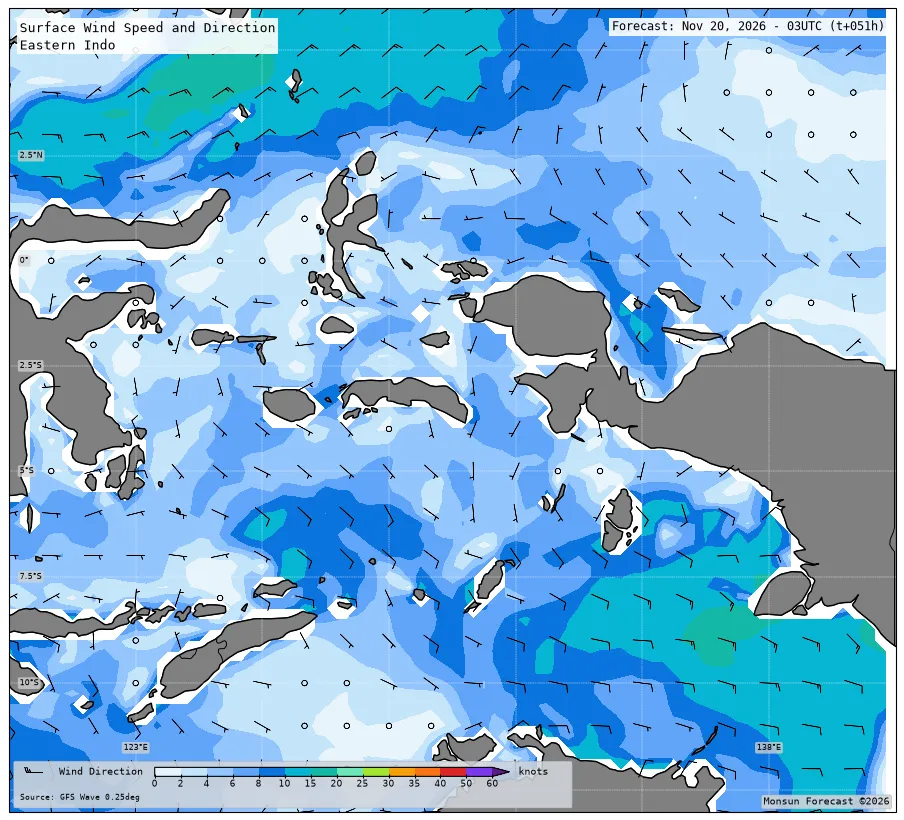 Surface Wind Speed and Direction
Eastern Indo
Forecast: Nov 20, 2026 - 03UTC (t+051h)
2.5°N
0°
2.5°S
5°S
7.5°S
10°S
123°E
138°E
Wind Direction
knots
0 2 4 6 8 10 15 20 25 30 35 40 50 60
Source: GFS Wave 0.25deg
Monsun Forecast ©2026